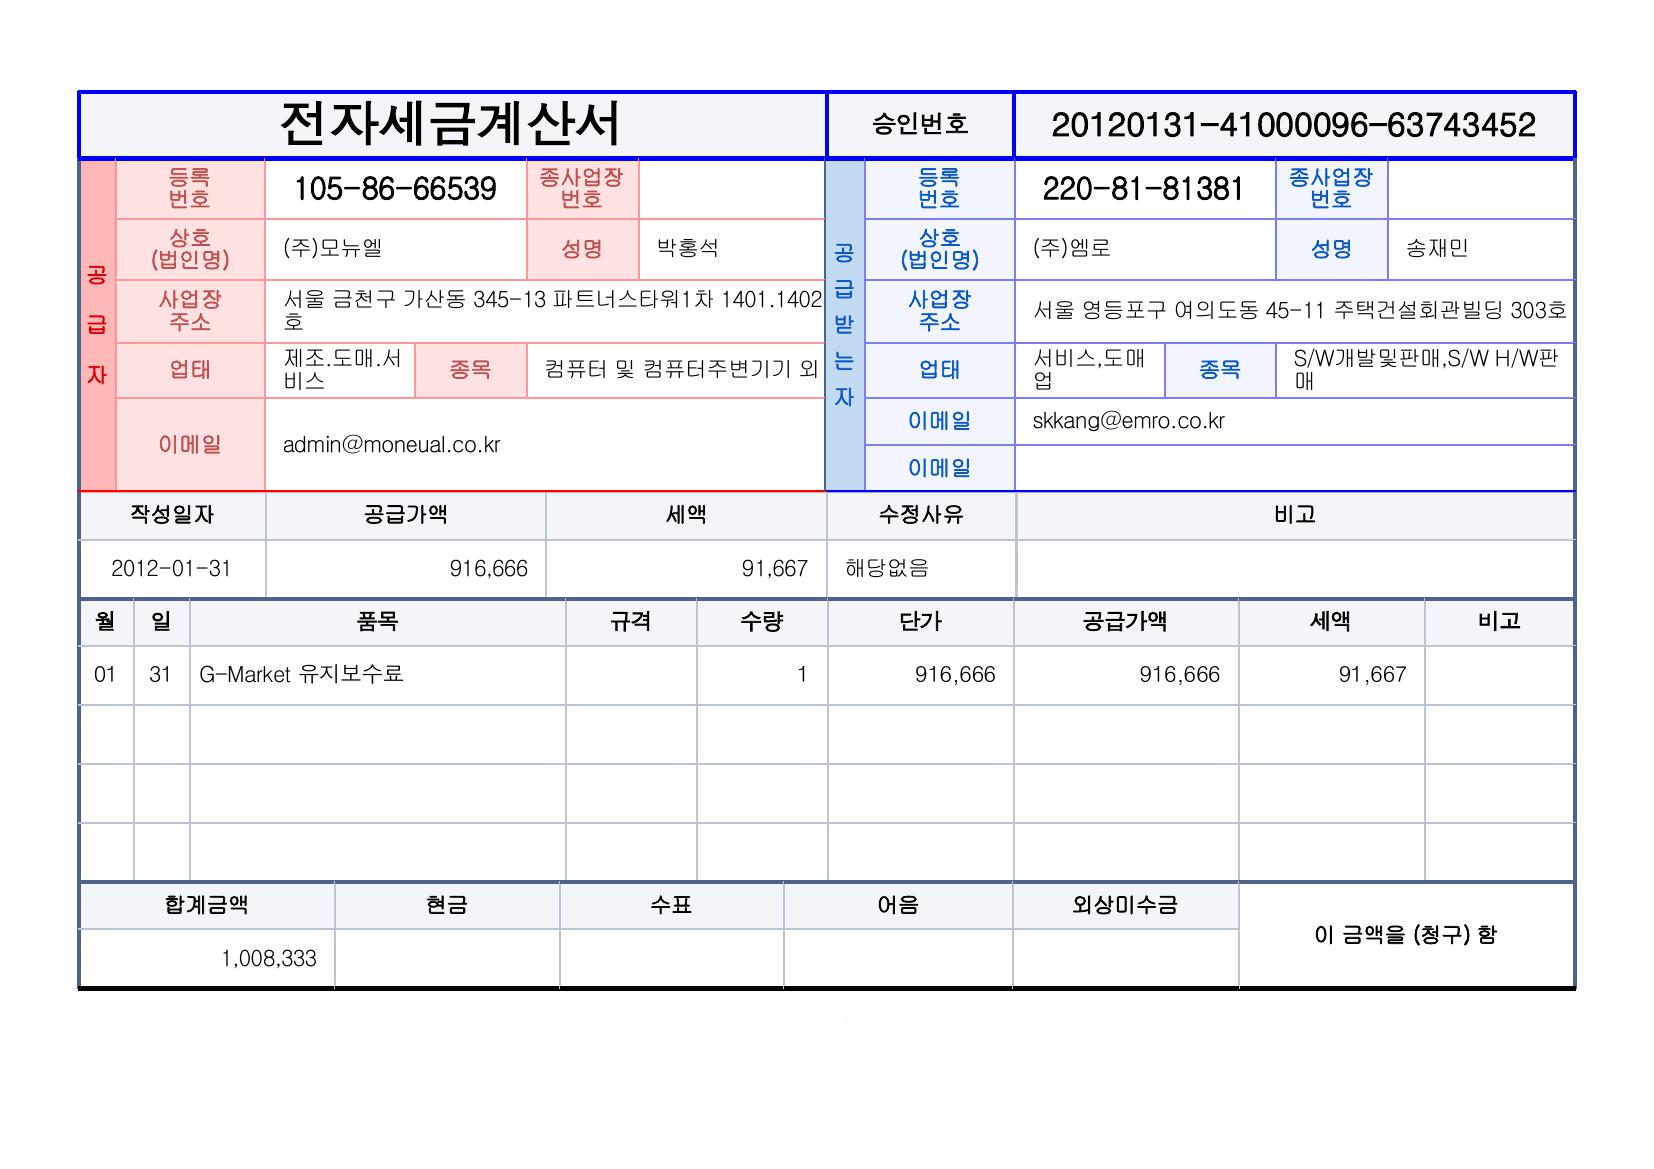 전자세금계산서 승인번호 20120131-41000096-63743452
공급자
등록번호 105-86-66539 종사업장번호
상호(법인명) (주)모뉴엘 성명 박홍석
사업장주소 서울 금천구 가산동 345-13 파트너스타워1차 1401.1402호
업태 제조.도매.서비스 종목 컴퓨터 및 컴퓨터주변기기 외
이메일 admin@moneual.co.kr
공급받는자
등록번호 220-81-81381 종사업장번호
상호(법인명) (주)엠로 성명 송재민
사업장주소 서울 영등포구 여의도동 45-11 주택건설회관빌딩 303호
업태 서비스,도매업 종목 S/W개발및판매,S/W H/W판매
이메일 skkang@emro.co.kr
이메일
작성일자 공급가액 세액 수정사유 비고
2012-01-31 916,666 91,667 해당없음
월 일 품목 규격 수량 단가 공급가액 세액 비고
01 31 G-Market 유지보수료 1 916,666 916,666 91,667
합계금액 현금 수표 어음 외상미수금 이 금액을 (청구) 함
1,008,333